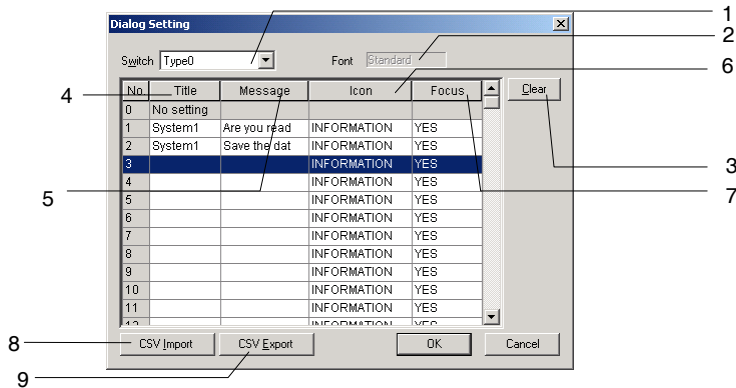 Dialog Setting
1
Switch Type0 Font Standard
2
6
4 No Title Message Icon Focus Clear
0 No setting
1 System1 Are you read INFORMATION YES
2 System1 Save the dat INFORMATION YES
3 INFORMATION YES
3
4 INFORMATION YES
5 5 INFORMATION YES 7
6 INFORMATION YES
7 INFORMATION YES
8 INFORMATION YES
9 INFORMATION YES
10 INFORMATION YES
11 INFORMATION YES
12 INFORMATION YES
8 CSV Import CSV Export OK Cancel
9